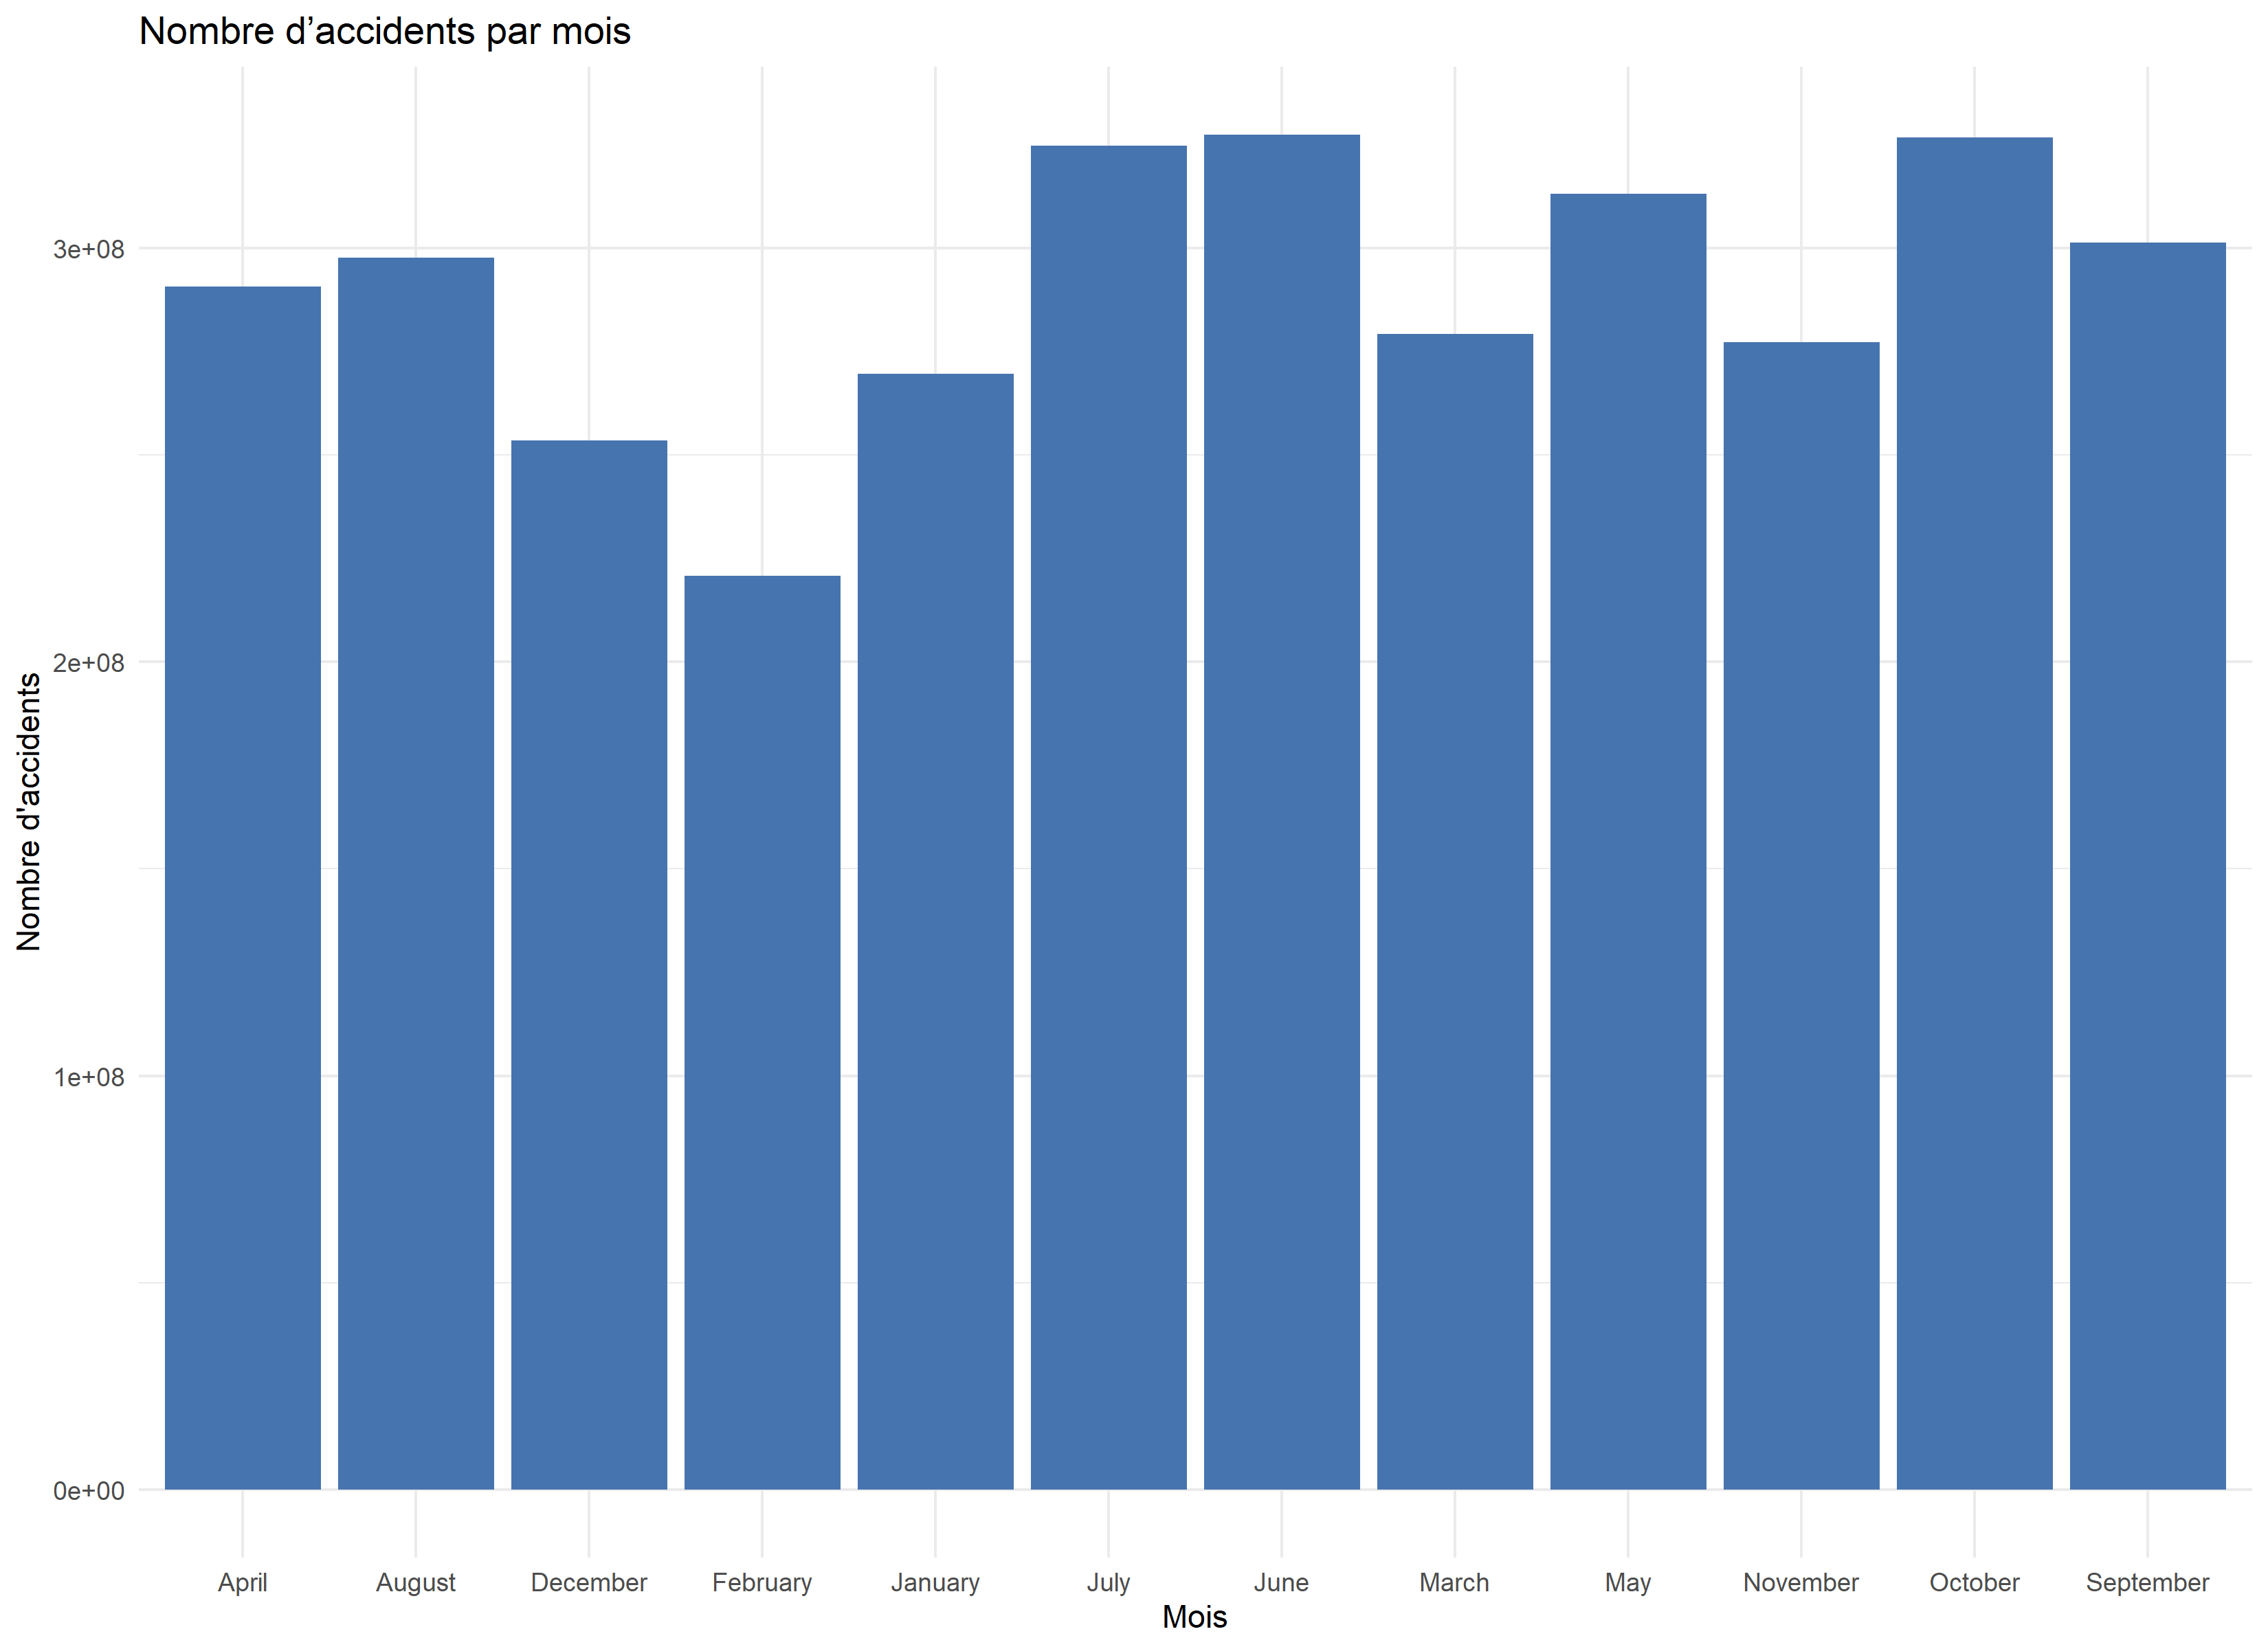 Nombre d’accidents par mois
Nombre d'accidents
3e+08
2e+08
1e+08
0e+00
April August December February January July June March May November October September
Mois